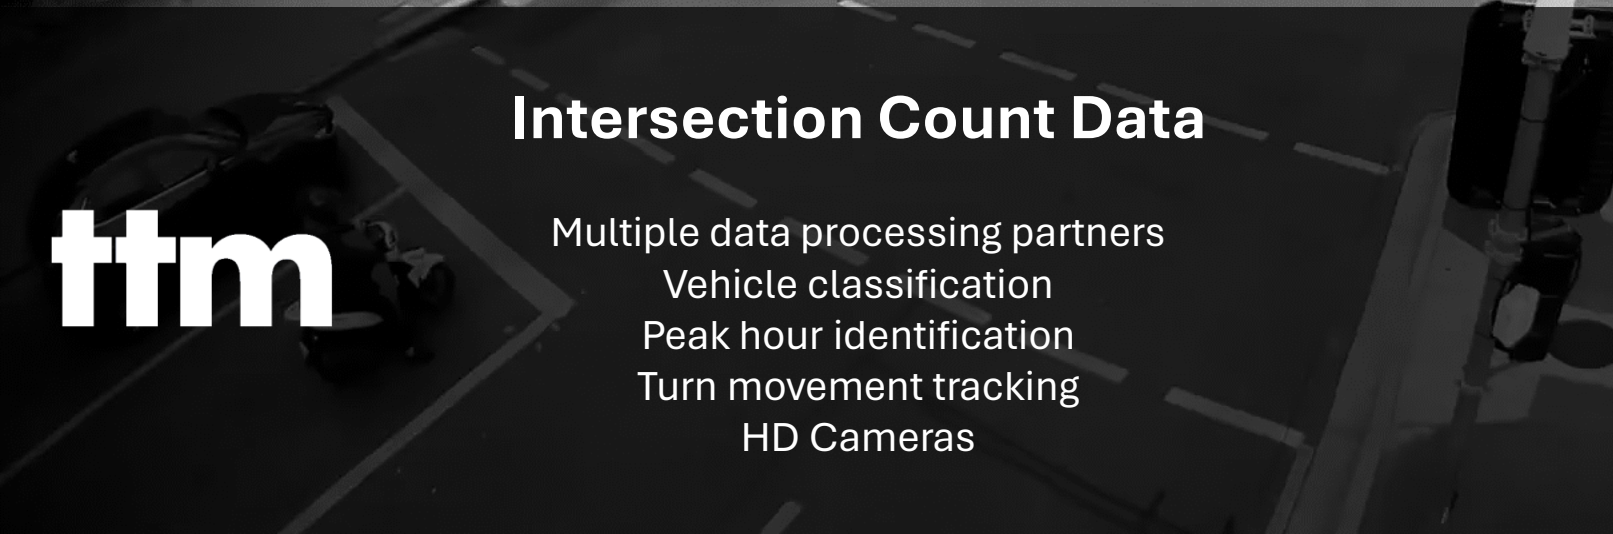 Intersection Count Data
ttm
Multiple data processing partners
Vehicle classification
Peak hour identification
Turn movement tracking
HD Cameras